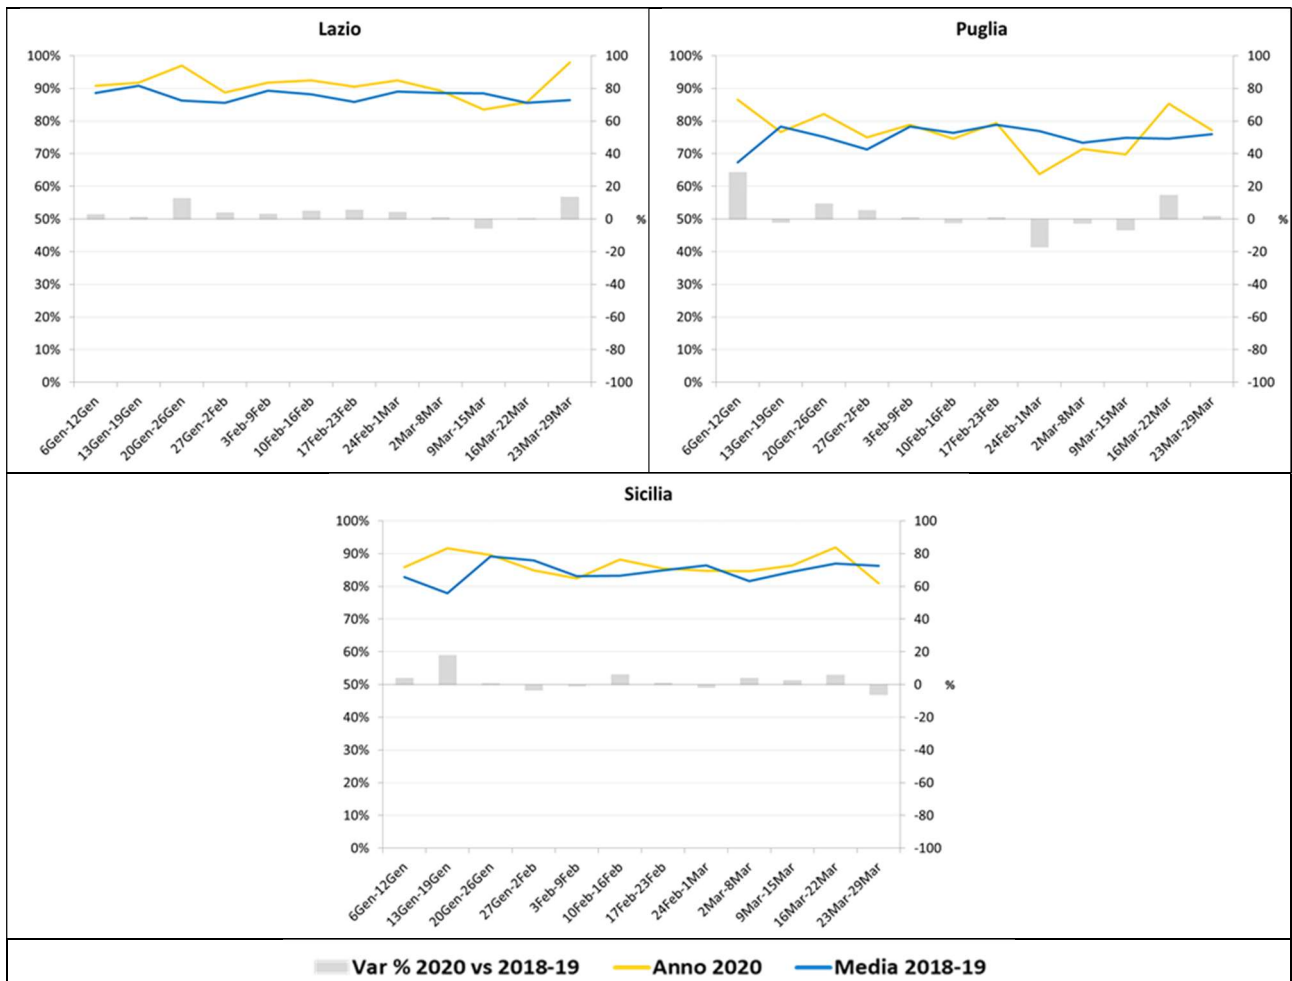 Lazio
100%
90%
80%
70%
60%
50%
40%
30%
20%
10%
0%
100
80
60
40
20
0
-20
-40
-60
-80
-100
%
6Gen-12Gen
13Gen-19Gen
20Gen-26Gen
27Gen-2Feb
3Feb-9Feb
10Feb-16Feb
17Feb-23Feb
24Feb-1Mar
2Mar-8Mar
9Mar-15Mar
16Mar-22Mar
23Mar-29Mar
Puglia
100%
90%
80%
70%
60%
50%
40%
30%
20%
10%
0%
100
80
60
40
20
0
-20
-40
-60
-80
-100
%
6Gen-12Gen
13Gen-19Gen
20Gen-26Gen
27Gen-2Feb
3Feb-9Feb
10Feb-16Feb
17Feb-23Feb
24Feb-1Mar
2Mar-8Mar
9Mar-15Mar
16Mar-22Mar
23Mar-29Mar
Sicilia
100%
90%
80%
70%
60%
50%
40%
30%
20%
10%
0%
100
80
60
40
20
0
-20
-40
-60
-80
-100
%
6Gen-12Gen
13Gen-19Gen
20Gen-26Gen
27Gen-2Feb
3Feb-9Feb
10Feb-16Feb
17Feb-23Feb
24Feb-1Mar
2Mar-8Mar
9Mar-15Mar
16Mar-22Mar
23Mar-29Mar
Var % 2020 vs 2018-19 Anno 2020 Media 2018-19